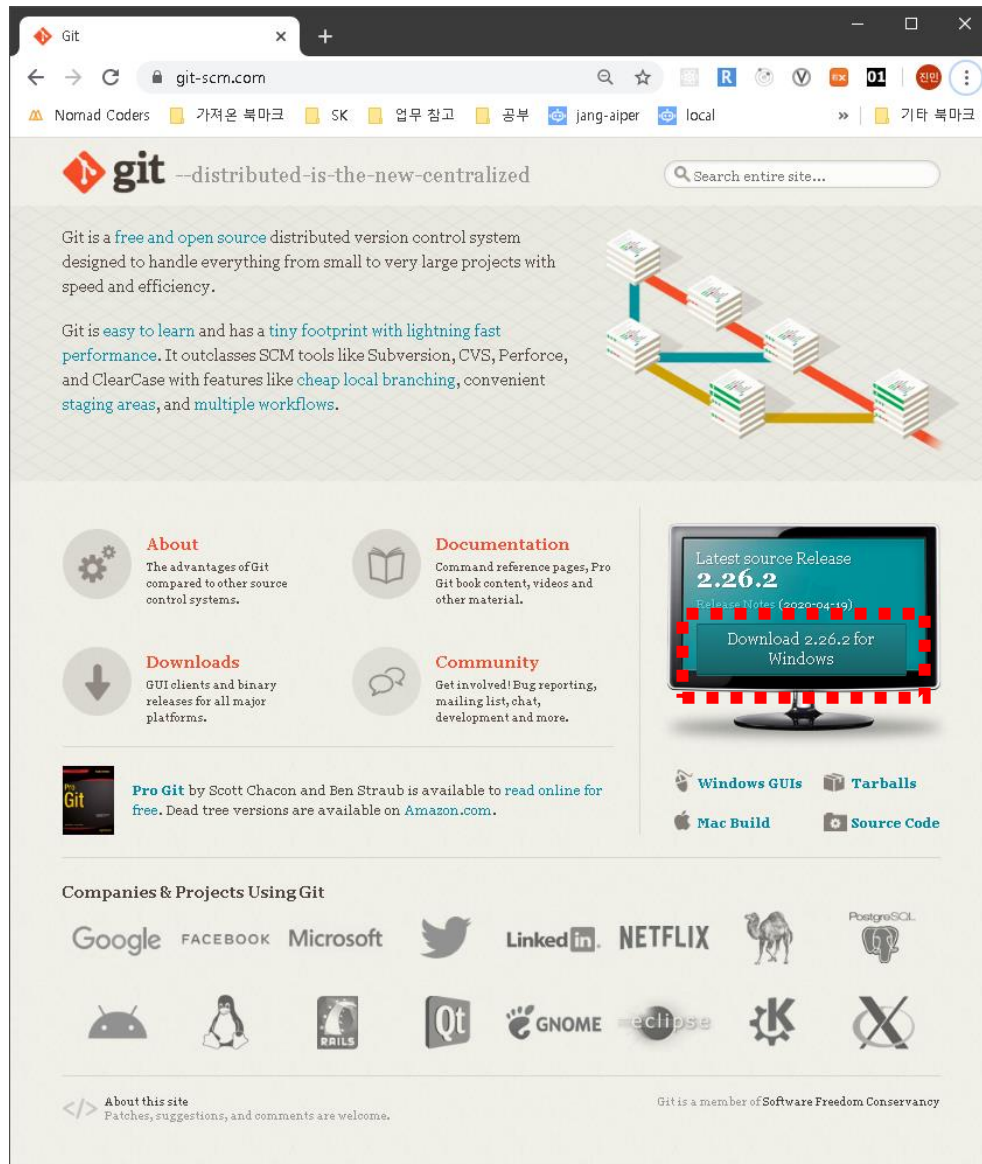 Git
git-scm.com
R
V
EX
01
진민
Nomad Coders
가져온 북마크
SK
업무 참고
공부
jang-aiper
local
»
기타 북마크
git --distributed-is-the-new-centralized
Search entire site...
Git is a free and open source distributed version control system
designed to handle everything from small to very large projects with
speed and efficiency.
Git is easy to learn and has a tiny footprint with lightning fast
performance. It outclasses SCM tools like Subversion, CVS, Perforce,
and ClearCase with features like cheap local branching, convenient
staging areas, and multiple workflows.
About
The advantages of Git
compared to other source
control systems.
Documentation
Command reference pages, Pro
Git book content, videos and
other material.
Downloads
GUI clients and binary
releases for all major
platforms.
Community
Get involved! Bug reporting,
mailing list, chat,
development and more.
Latest source Release
2.26.2
Release Notes (2020-04-19)
Download 2.26.2 for
Windows
Windows GUIs
Tarballs
Mac Build
Source Code
Pro
Git
Pro Git by Scott Chacon and Ben Straub is available to read online for
free. Dead tree versions are available on Amazon.com.
Companies & Projects Using Git
Google
FACEBOOK
Microsoft
Linked in.
NETFLIX
PostgreSQL
RAILS
Qt
GNOME
eclipse
K
X
</> About this site
Patches, suggestions, and comments are welcome.
Git is a member of Software Freedom Conservancy